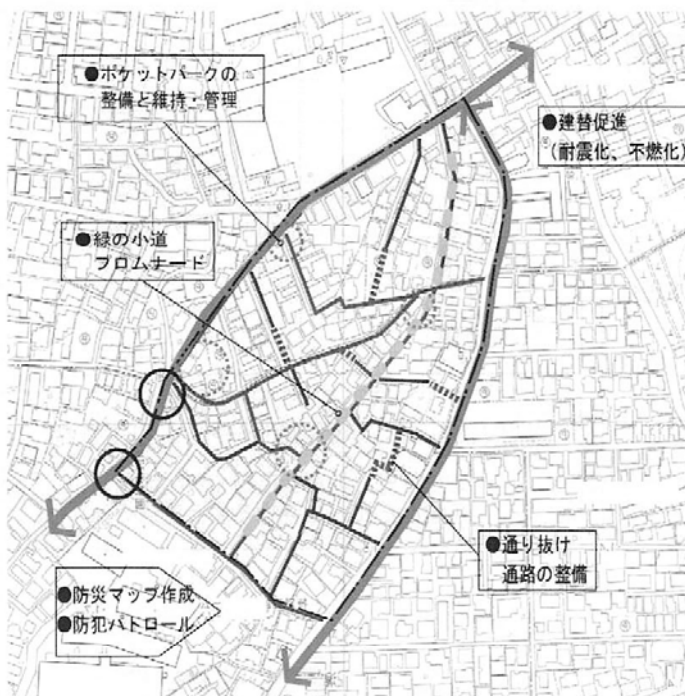 ●ポケットパークの
整備と維持・管理
●建替促進
(耐震化、不燃化)
●緑の小道
プロムナード
●通り抜け
通路の整備
●防災マップ作成
●防犯パトロール